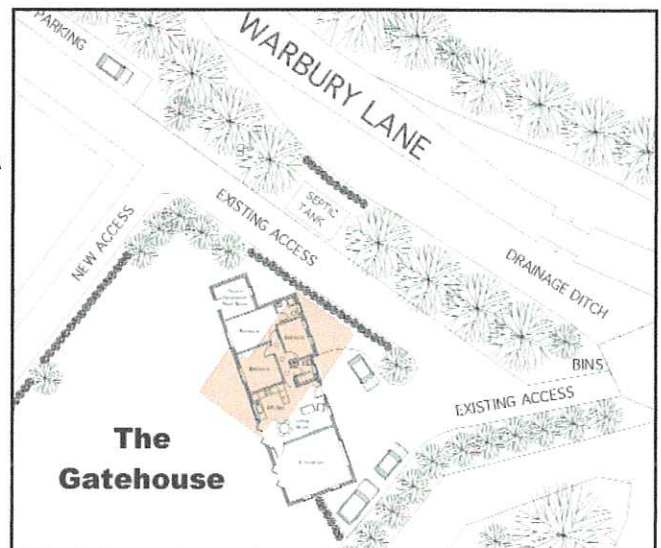 PARKING
WARBURY LANE
SEPTIC
TANK
EXISTING ACCESS
NEW ACCESS
DRAINAGE DITCH
BINS
EXISTING ACCESS
The
Gatehouse